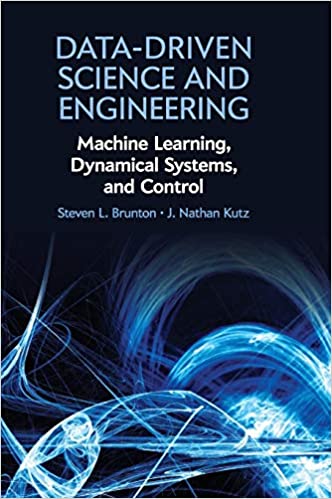 DATA-DRIVEN
SCIENCE AND
ENGINEERING
Machine Learning,
Dynamical Systems,
and Control
Steven L. Brunton • J. Nathan Kutz